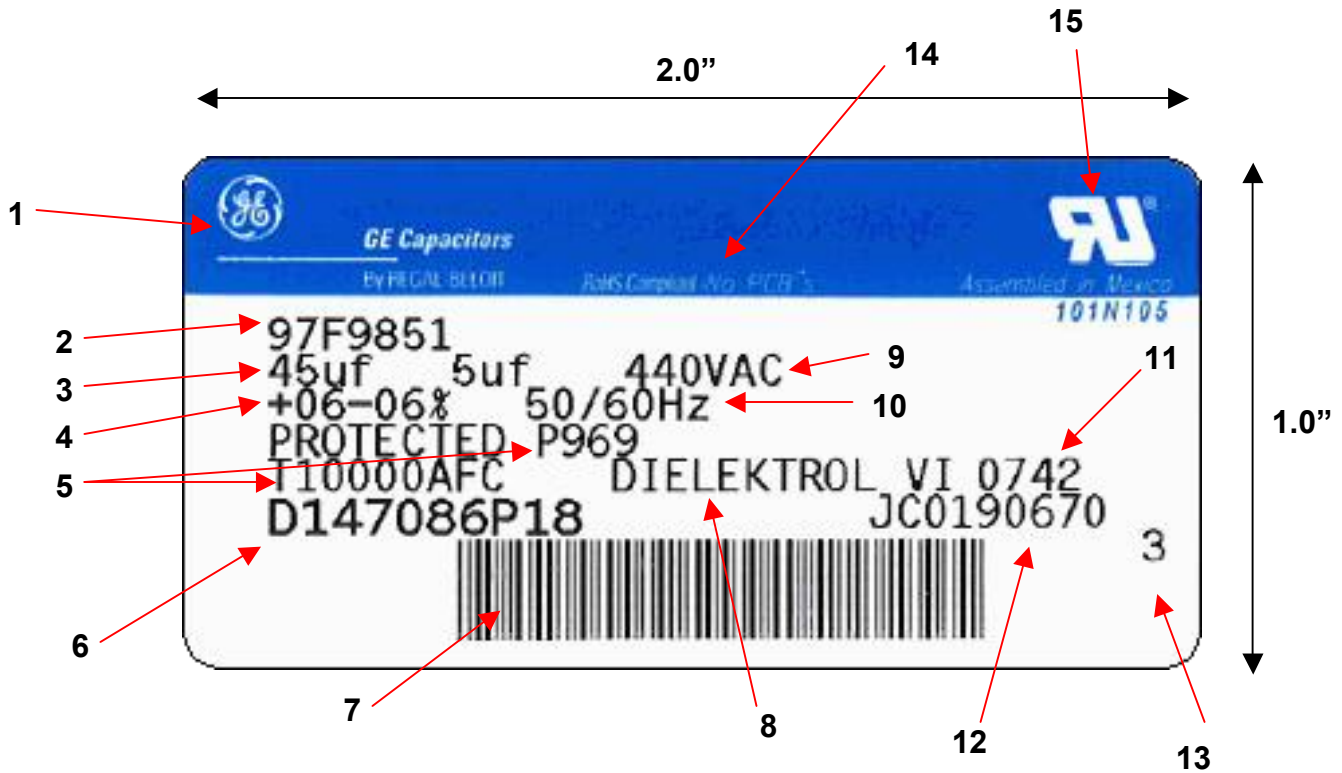 15
14
2.0”
GE ®
1
GE Capacitors
By REGAL BELOIT RoHS Compliant No PCB's Assembled in Mexico
101N105
2 97F9851
3 45uf 5uf 440VAC 9
11
4 +06-06% 50/60Hz 10
1.0”
PROTECTED P969
5 T10000AFC DIELEKTROL VI 0742
D147086P18 JC0190670
3
6
7
8
12
13